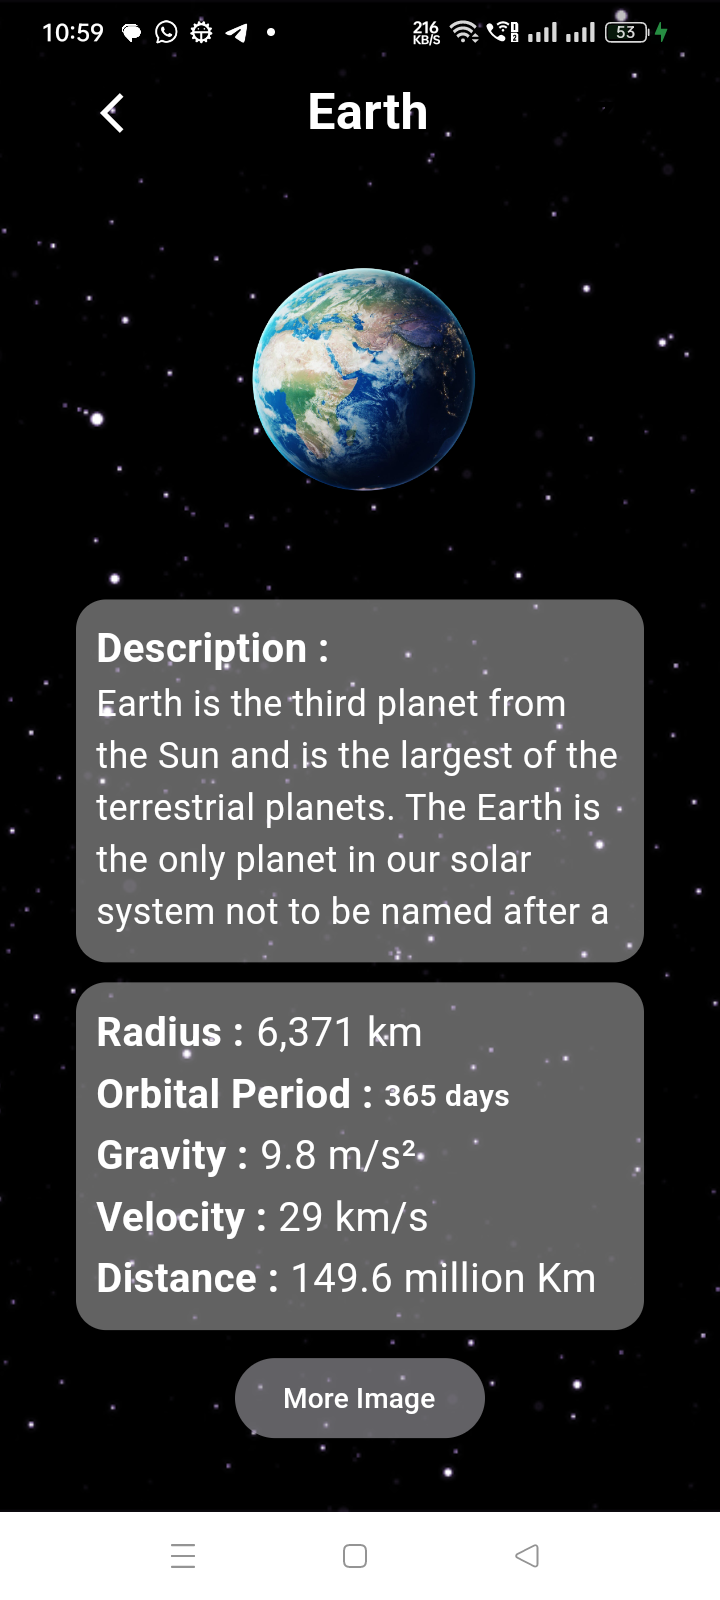 10:59
216
KB/S
53
Earth
Description :
Earth is the third planet from
the Sun and is the largest of the
terrestrial planets. The Earth is
the only planet in our solar
system not to be named after a
Radius : 6,371 km
Orbital Period : 365 days
Gravity : 9.8 m/s²
Velocity : 29 km/s
Distance : 149.6 million Km
More Image